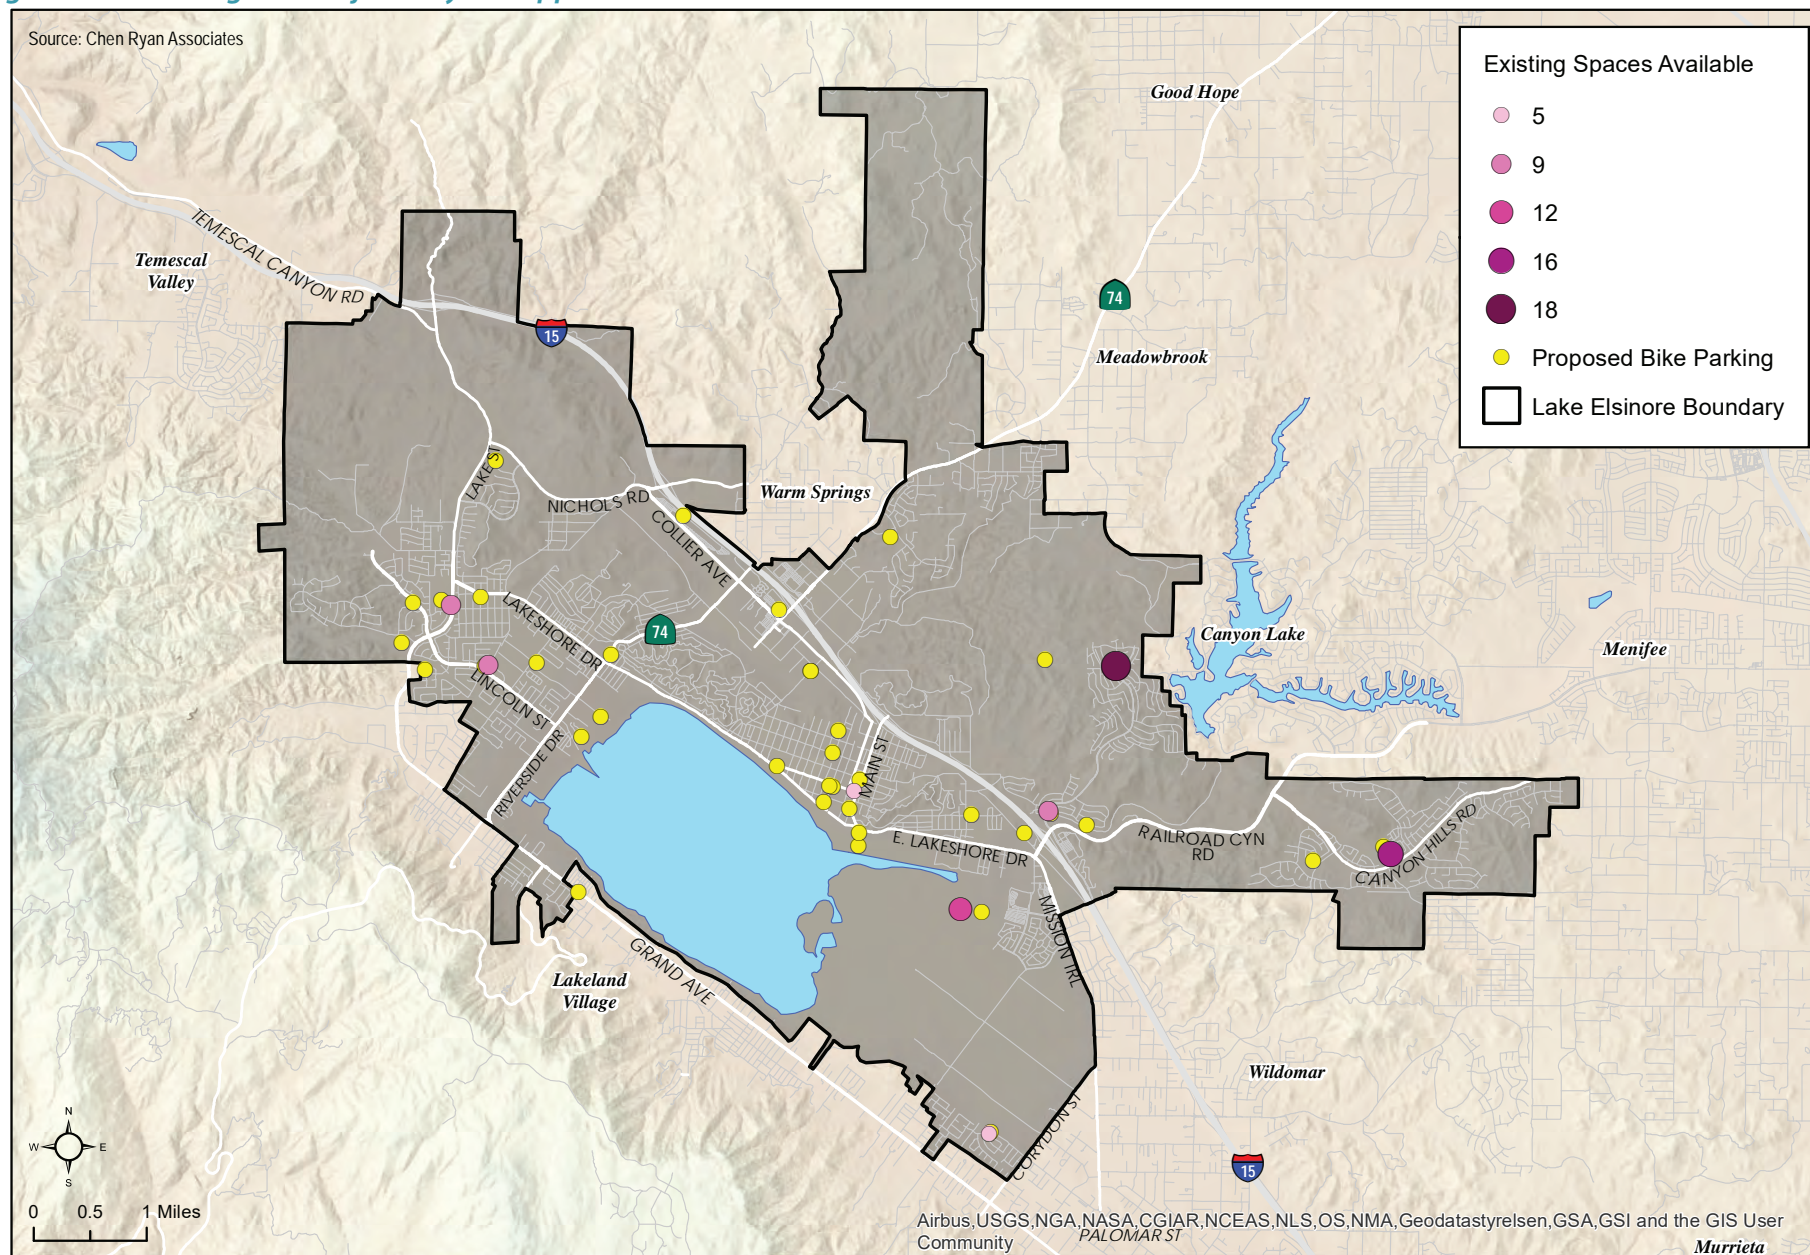 Source: Chen Ryan Associates
Existing Spaces Available
5
9
12
16
18
Proposed Bike Parking
Lake Elsinore Boundary
Good Hope
Temescal
Valley
TEMESCAL CANYON RD
15
74
Meadowbrook
Warm Springs
LAKE ST
NICHOLS RD
COLLIER AVE
LAKESHORE DR
74
Canyon Lake
Menifee
LINCOLN ST
RIVERSIDE DR
MAIN ST
E. LAKESHORE DR
RAILROAD CYN
RD
CANYON HILLS RD
MISSION TRL
GRAND AVE
Lakeland
Village
Wildomar
CORYDON ST
15
N
W
E
S
0 0.5 1 Miles
Airbus,USGS,NGA,NASA,CGIAR,NCEAS,NLS,OS,NMA,Geodatastyrelsen,GSA,GSI and the GIS User
Community
PALOMAR ST
Murrieta